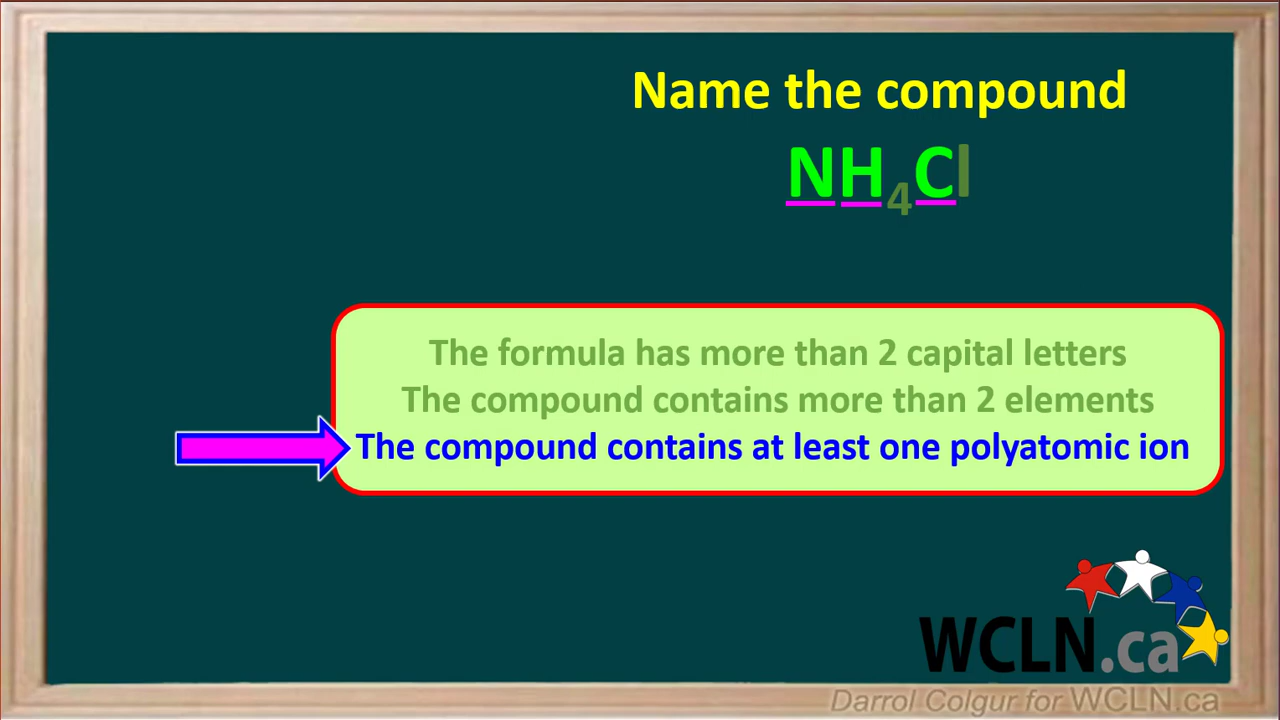 Name the compound
NH₄Cl
The formula has more than 2 capital letters
The compound contains more than 2 elements
The compound contains at least one polyatomic ion
WCLN.ca
Darrol Colgur for WCLN.ca